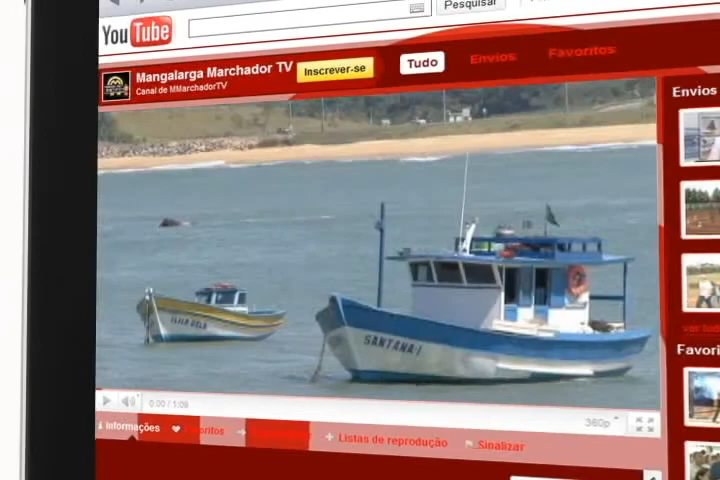 Pesquisar
YouTube
Mangalarga Marchador TV
Canal de MMarchadorTV
Inscrever-se
Tudo
Envios
Favoritos
Envios
SANTANA I
0:00 / 1:09
360p
Informações
Favoritos
Listas de reprodução
Sinalizar